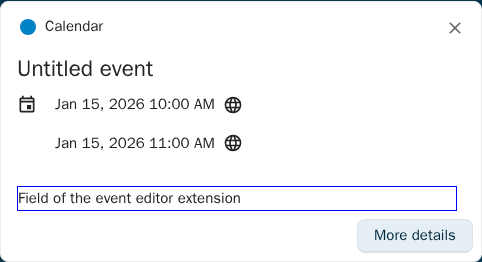 Calendar
Untitled event
Jan 15, 2026 10:00 AM
Jan 15, 2026 11:00 AM
Field of the event editor extension
More details